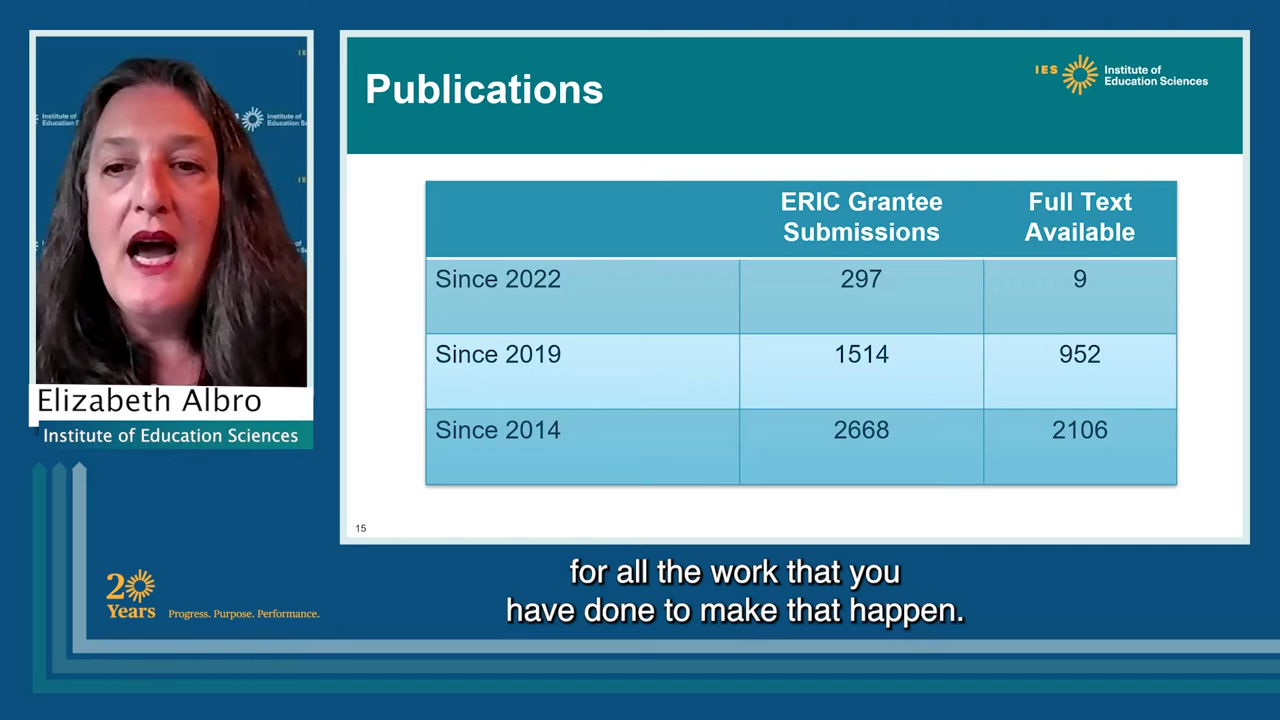 Publications
IES
Institute of
Education Sciences
ERIC Grantee
Submissions
Full Text
Available
Since 2022
297
9
Since 2019
1514
952
Since 2014
2668
2106
15
Elizabeth Albro
Institute of Education Sciences
20
Years
Progress. Purpose. Performance.
for all the work that you
have done to make that happen.